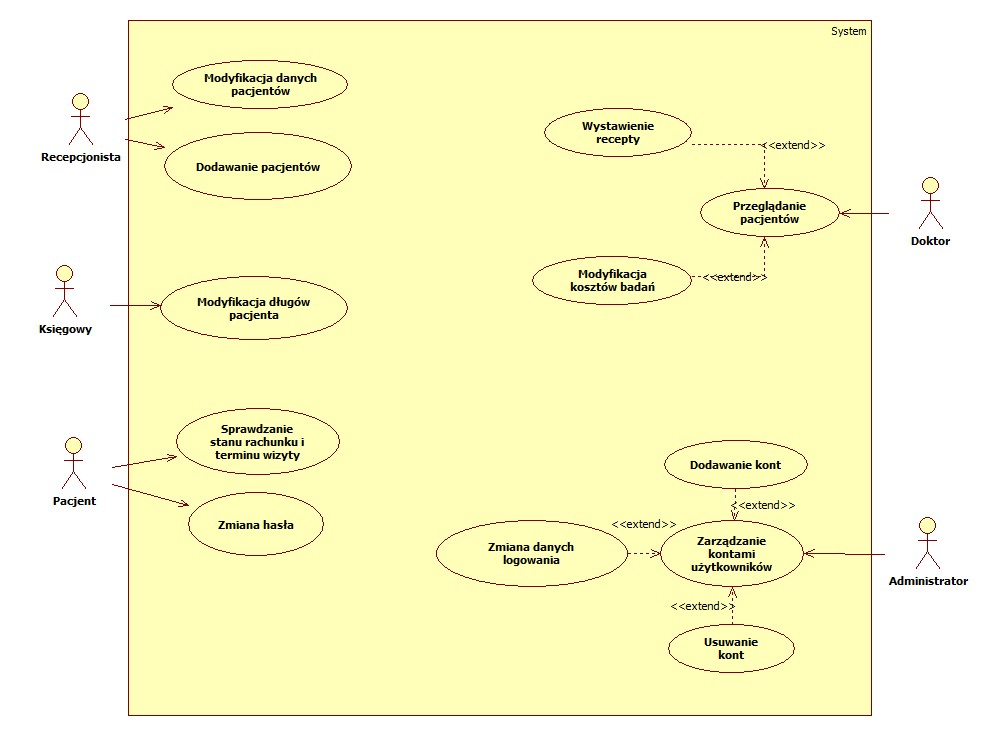 System
Modyfikacja danych
pacjentów
Recepcjonista
Dodawanie pacjentów
Wystawienie
recepty
<<extend>>
Przeglądanie
pacjentów
Doktor
Modyfikacja
kosztów badań
<<extend>>
Księgowy
Modyfikacja długów
pacjenta
Sprawdzanie
stanu rachunku i
terminu wizyty
Pacjent
Zmiana hasła
Dodawanie kont
<<extend>>
<<extend>>
Zmiana danych
logowania
Zarządzanie
kontami
użytkowników
Administrator
<<extend>>
Usuwanie
kont